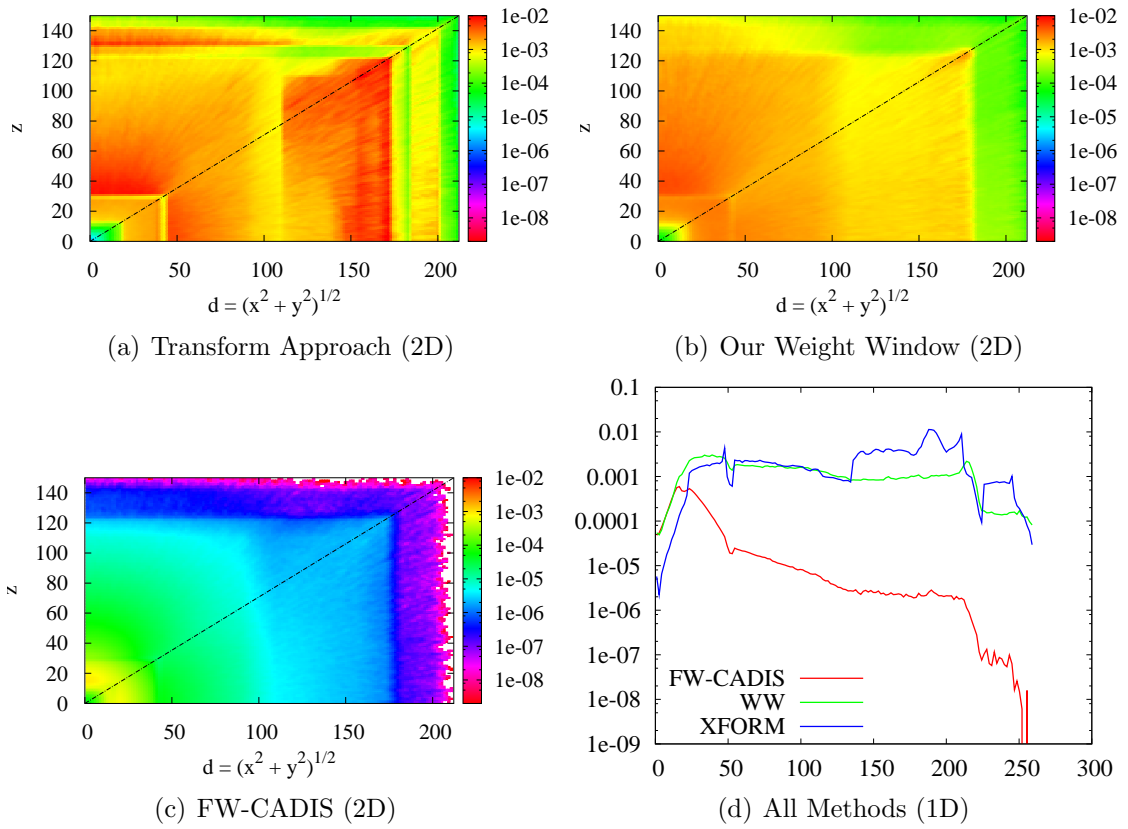 140
120
100
80
60
40
20
0
z
0 50 100 150 200
d = (x² + y²)^1/2
1e-02
1e-03
1e-04
1e-05
1e-06
1e-07
1e-08
(a) Transform Approach (2D)
140
120
100
80
60
40
20
0
z
0 50 100 150 200
d = (x² + y²)^1/2
1e-02
1e-03
1e-04
1e-05
1e-06
1e-07
1e-08
(b) Our Weight Window (2D)
140
120
100
80
60
40
20
0
z
0 50 100 150 200
d = (x² + y²)^1/2
1e-02
1e-03
1e-04
1e-05
1e-06
1e-07
1e-08
(c) FW-CADIS (2D)
0.1
0.01
0.001
0.0001
1e-05
1e-06
1e-07
1e-08
1e-09
FW-CADIS
WW
XFORM
0 50 100 150 200 250 300
(d) All Methods (1D)